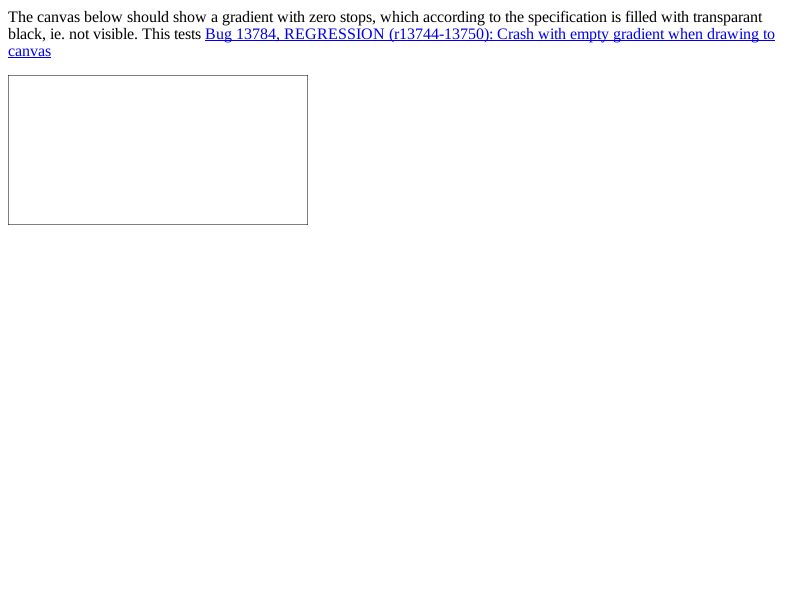 The canvas below should show a gradient with zero stops, which according to the specification is filled with transparant
black, ie. not visible. This tests Bug 13784, REGRESSION (r13744-13750): Crash with empty gradient when drawing to
canvas